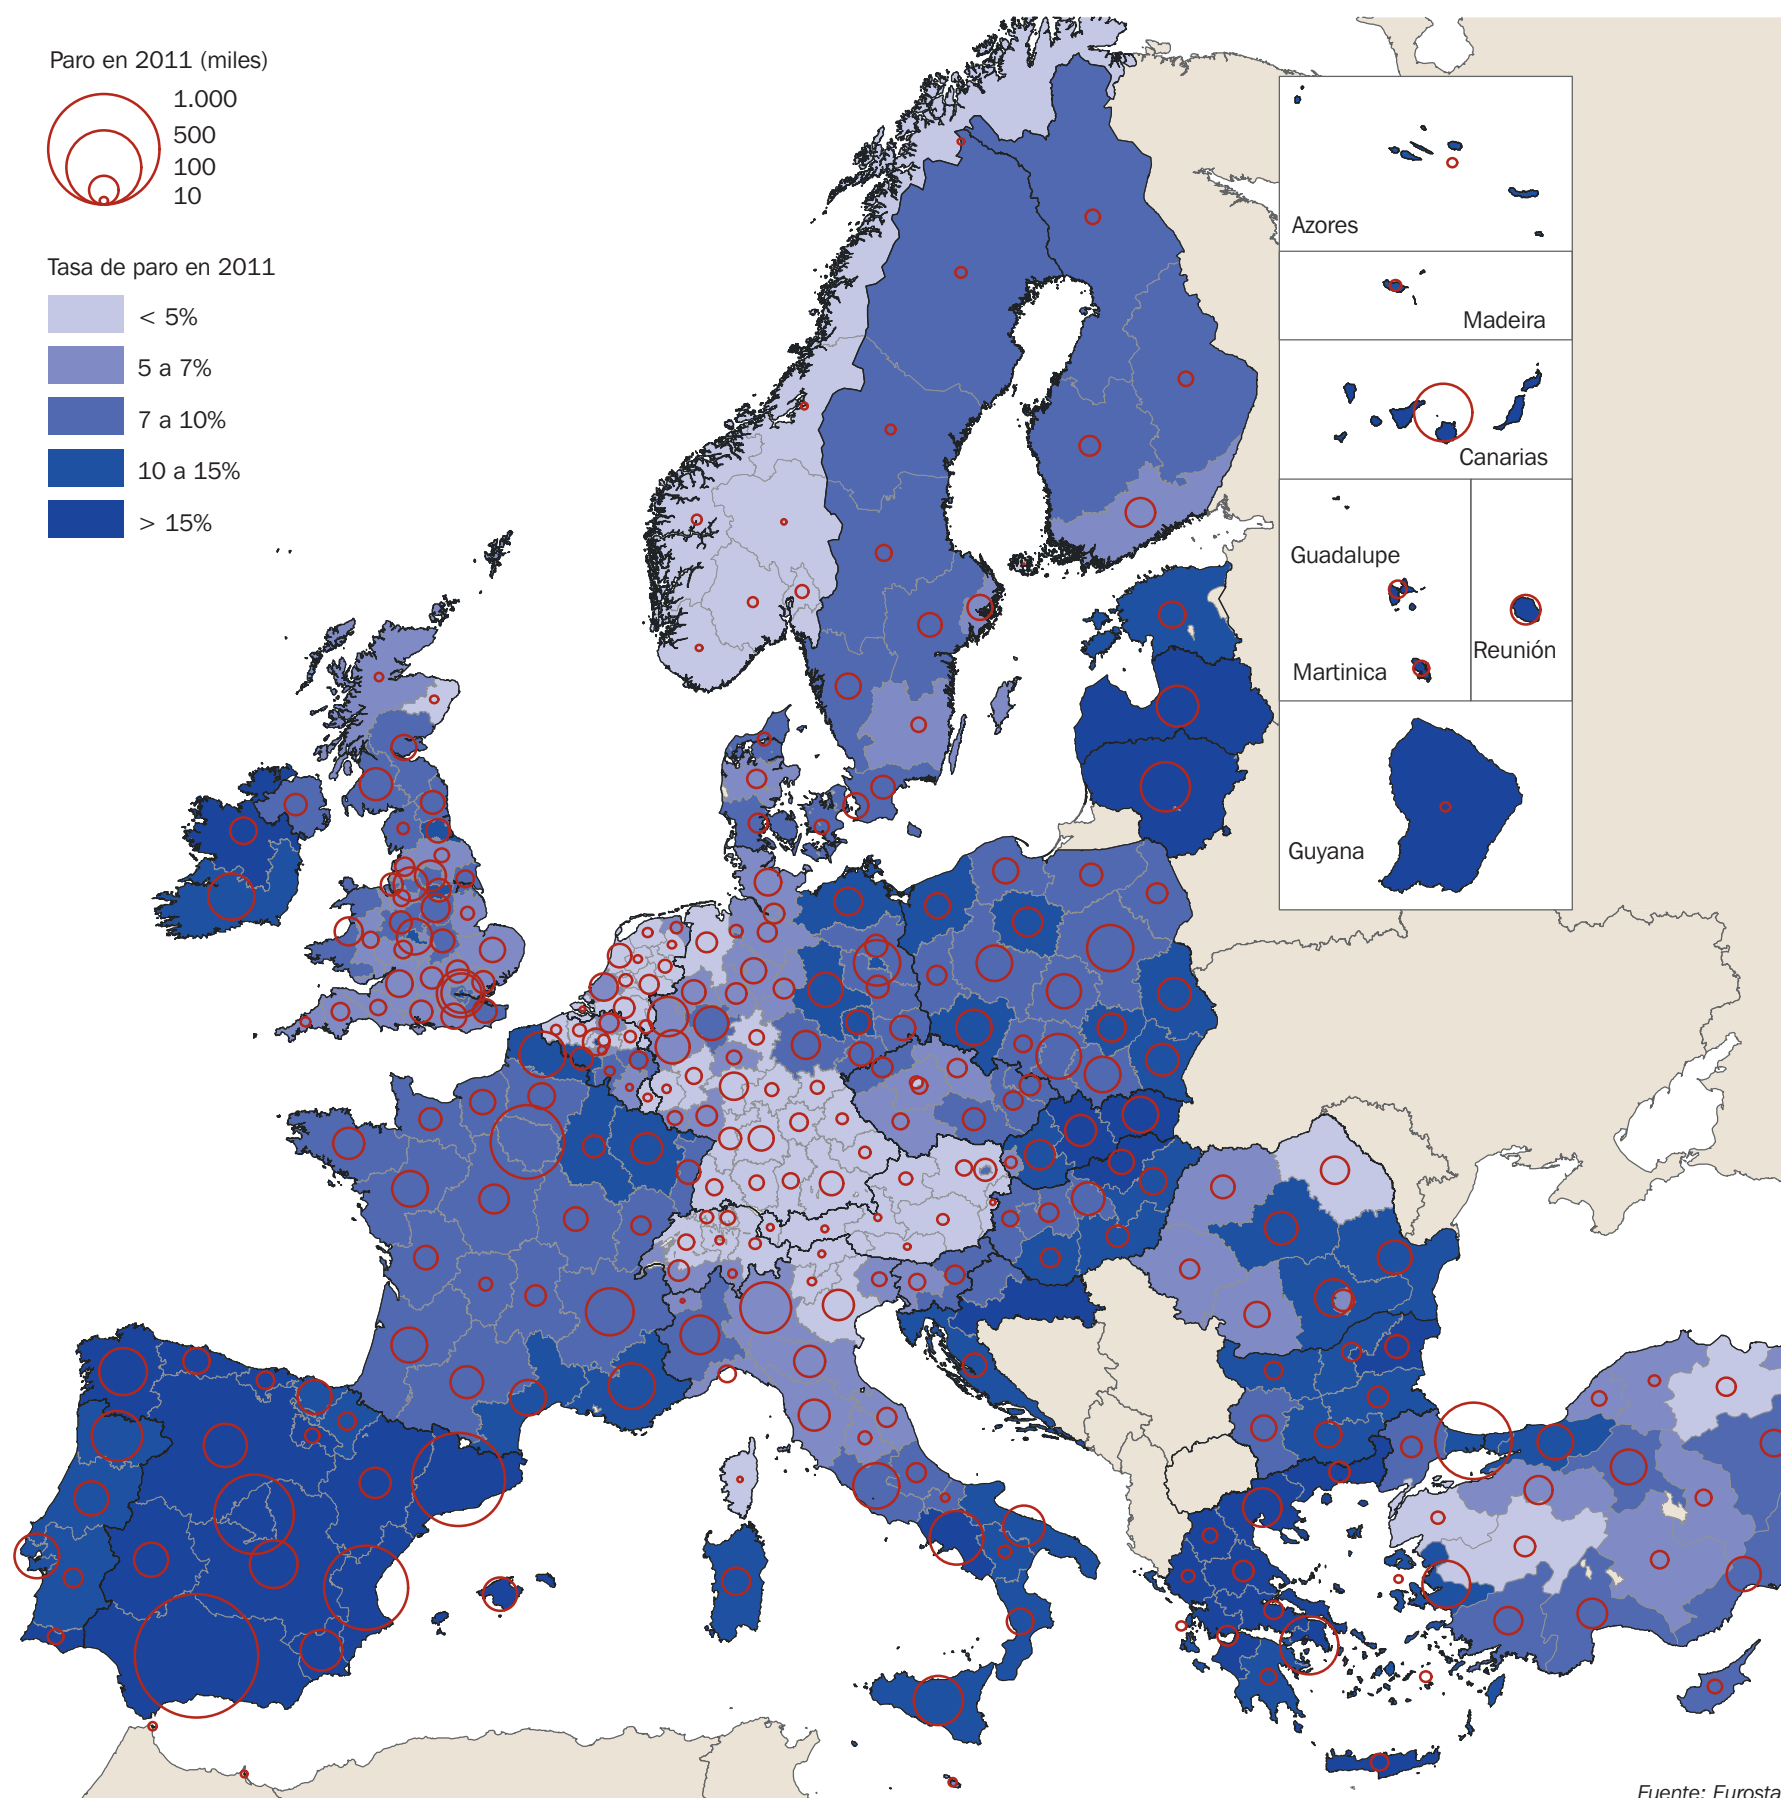 Paro en 2011 (miles)
1.000
500
100
10
Tasa de paro en 2011
< 5%
5 a 7%
7 a 10%
10 a 15%
> 15%
Azores
Madeira
Canarias
Guadalupe
Martinica
Reunión
Guyana
Fuente: Eurosta